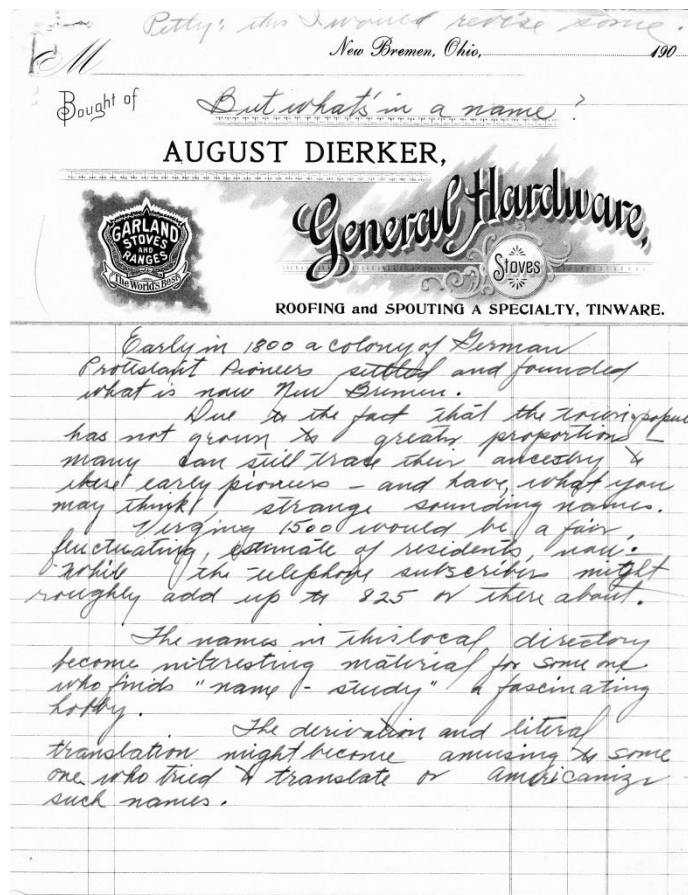 Petty; this I would revise some.
M
New Bremen, Ohio, 190
Bought of
But what's in a name?
AUGUST DIERKER,
General Hardware,
GARLAND
STOVES
AND
RANGES
The World's Best
Stoves
ROOFING and SPOUTING A SPECIALTY, TINWARE.
Early in 1800 a colony of German
Protestant Pioneers settled and founded
what is now New Bremen.
Due to the fact that the town popul
has not grown to greater proportions
many can still trace their ancestry to
these early pioneers - and have, what you
may think, strange sounding names.
Verging 1500 would be a fair,
fluctuating, estimate of residents, now.
While the telephone subscribers might
roughly add up to 825 or there about.
The names in this local directory
become interesting material for some one
who finds "name - study" a fascinating
hobby.
The derivation and literal
translation might become amusing to some
one who tried to translate or americanize
such names.